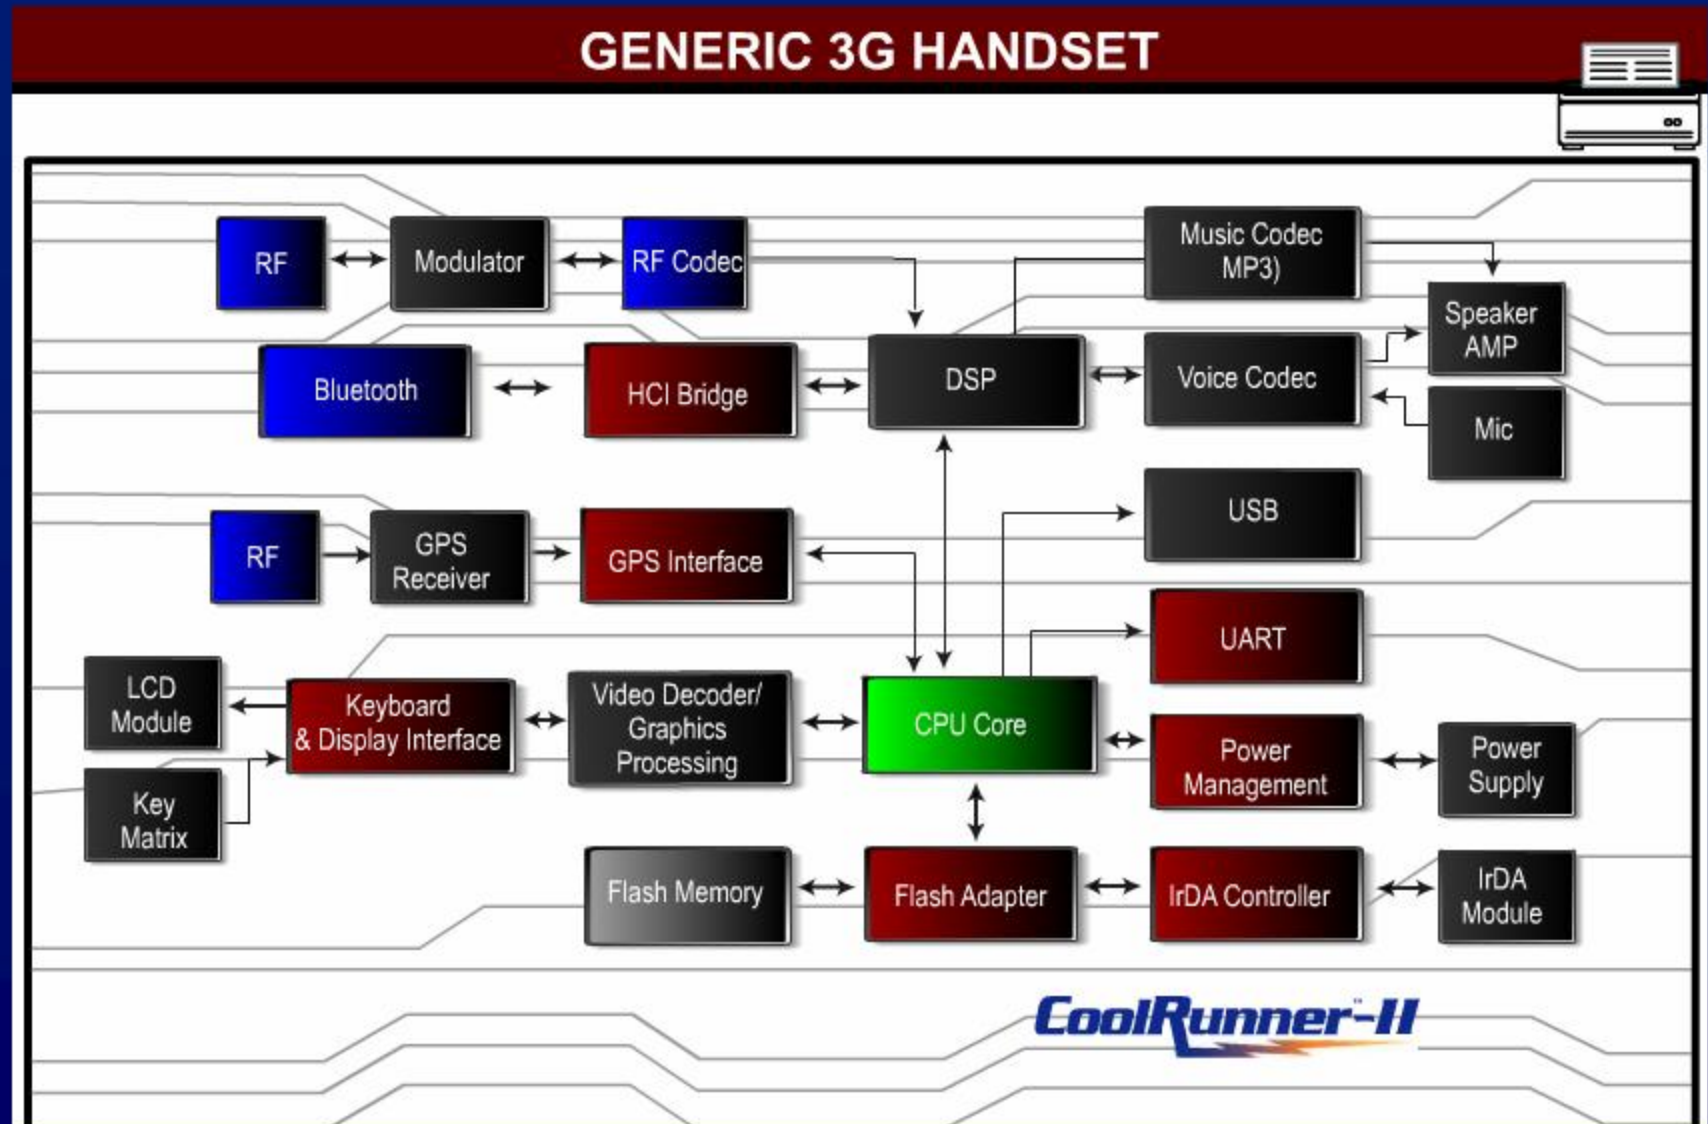 GENERIC 3G HANDSET
RF
Modulator
RF Codec
Music Codec
MP3)
Speaker
AMP
Bluetooth
HCI Bridge
DSP
Voice Codec
Mic
USB
RF
GPS
Receiver
GPS Interface
UART
LCD
Module
Keyboard
& Display Interface
Video Decoder/
Graphics
Processing
CPU Core
Power
Management
Power
Supply
Key
Matrix
Flash Memory
Flash Adapter
IrDA Controller
IrDA
Module
CoolRunner™-II